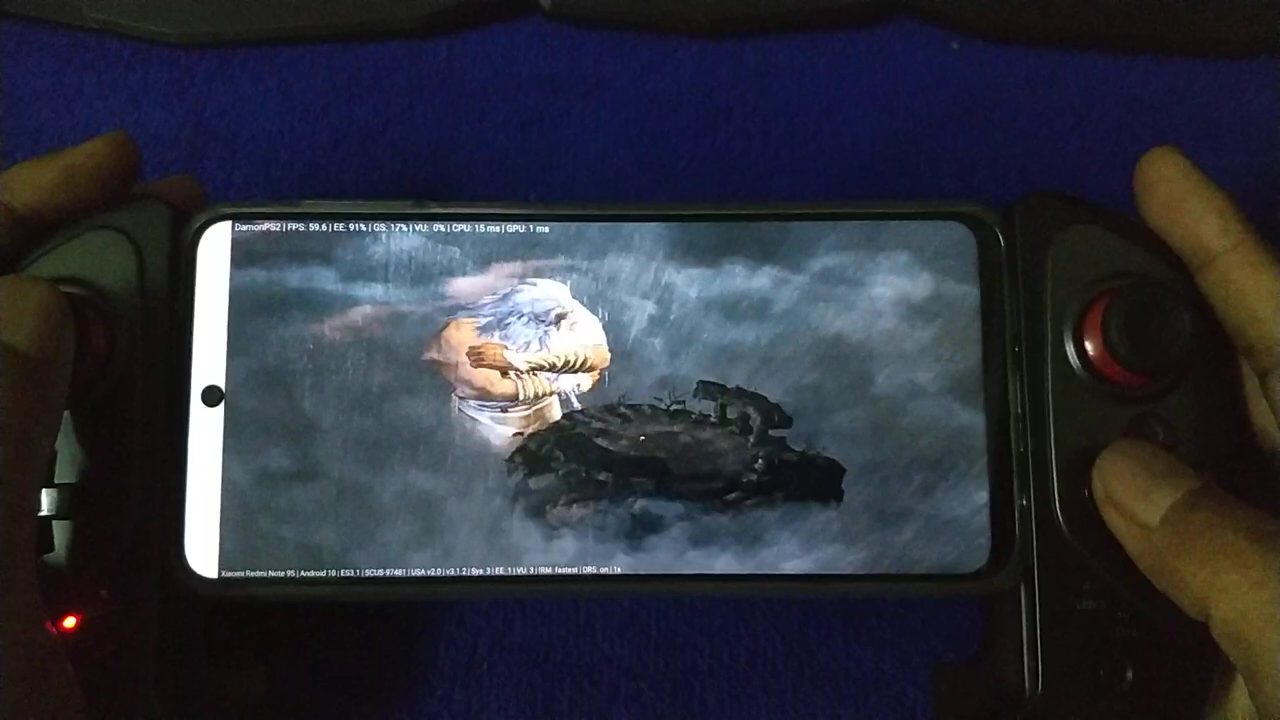 DamonPS2 | FPS: 59.6 | EE: 91% | GS: 17% | VU: 0% | CPU: 15 ms | GPU: 1 ms
Xiaomi Redmi Note 9S | Android 10 | ES3.1 | SCUS-97481 | USA v2.0 | v3.1.2 | Sys: 3 | EE: 1 | VU: 3 | IRM: fastest | DRS: on | 1x